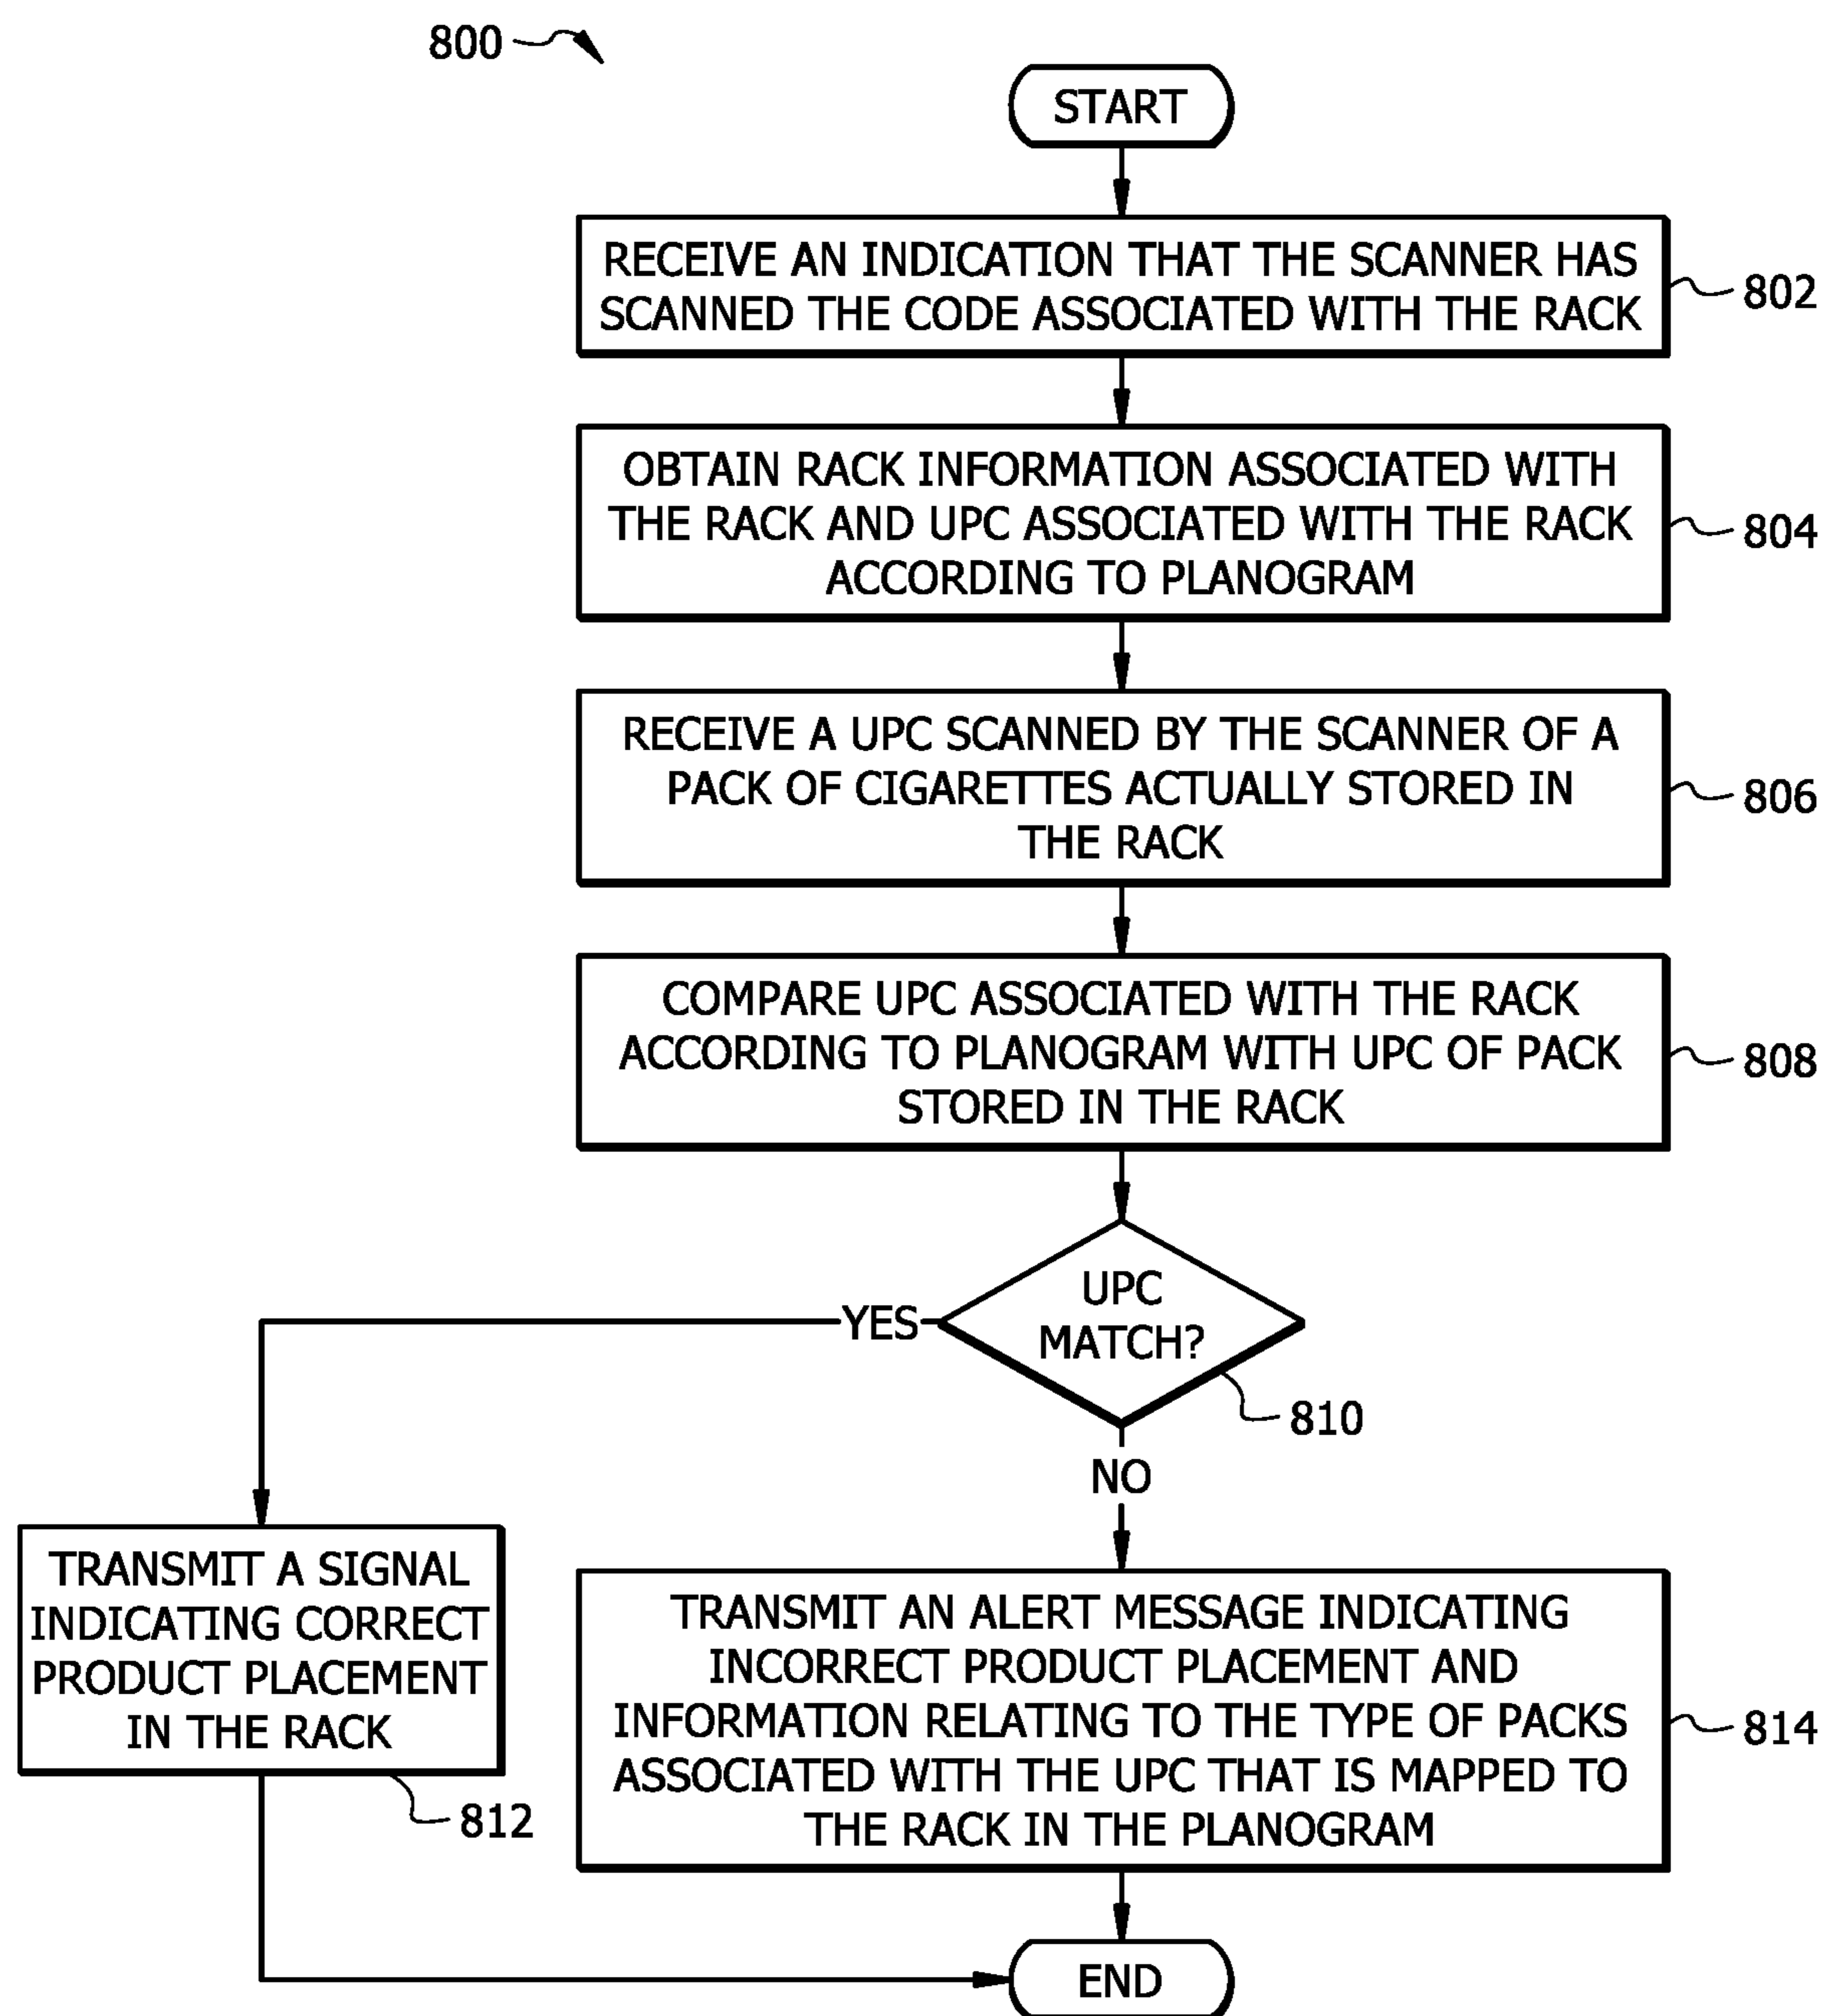 800
START
RECEIVE AN INDICATION THAT THE SCANNER HAS
SCANNED THE CODE ASSOCIATED WITH THE RACK
802
OBTAIN RACK INFORMATION ASSOCIATED WITH
THE RACK AND UPC ASSOCIATED WITH THE RACK
ACCORDING TO PLANOGRAM
804
RECEIVE A UPC SCANNED BY THE SCANNER OF A
PACK OF CIGARETTES ACTUALLY STORED IN
THE RACK
806
COMPARE UPC ASSOCIATED WITH THE RACK
ACCORDING TO PLANOGRAM WITH UPC OF PACK
STORED IN THE RACK
808
UPC
MATCH?
810
YES
NO
TRANSMIT A SIGNAL
INDICATING CORRECT
PRODUCT PLACEMENT
IN THE RACK
812
TRANSMIT AN ALERT MESSAGE INDICATING
INCORRECT PRODUCT PLACEMENT AND
INFORMATION RELATING TO THE TYPE OF PACKS
ASSOCIATED WITH THE UPC THAT IS MAPPED TO
THE RACK IN THE PLANOGRAM
814
END